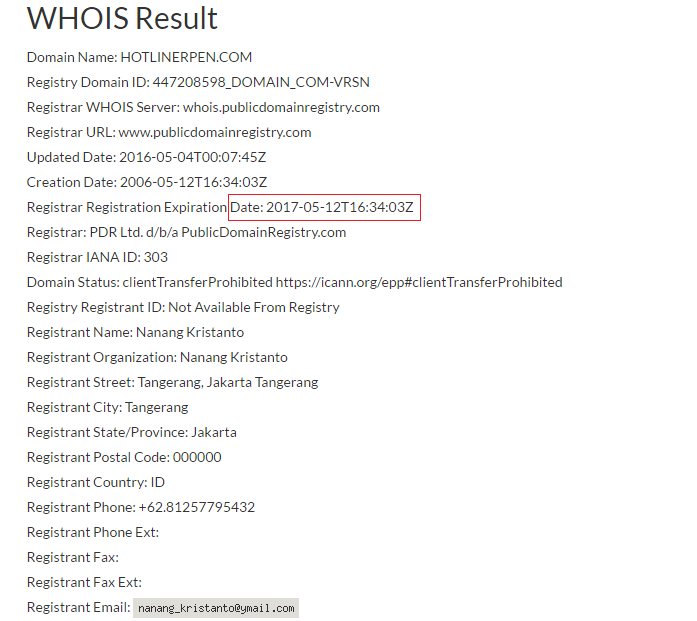 WHOIS Result
Domain Name: HOTLINERPEN.COM
Registry Domain ID: 447208598_DOMAIN_COM-VRSN
Registrar WHOIS Server: whois.publicdomainregistry.com
Registrar URL: www.publicdomainregistry.com
Updated Date: 2016-05-04T00:07:45Z
Creation Date: 2006-05-12T16:34:03Z
Registrar Registration Expiration Date: 2017-05-12T16:34:03Z
Registrar: PDR Ltd. d/b/a PublicDomainRegistry.com
Registrar IANA ID: 303
Domain Status: clientTransferProhibited https://icann.org/epp#clientTransferProhibited
Registry Registrant ID: Not Available From Registry
Registrant Name: Nanang Kristanto
Registrant Organization: Nanang Kristanto
Registrant Street: Tangerang, Jakarta Tangerang
Registrant City: Tangerang
Registrant State/Province: Jakarta
Registrant Postal Code: 000000
Registrant Country: ID
Registrant Phone: +62.81257795432
Registrant Phone Ext:
Registrant Fax:
Registrant Fax Ext:
Registrant Email: nanang_kristanto@ymail.com